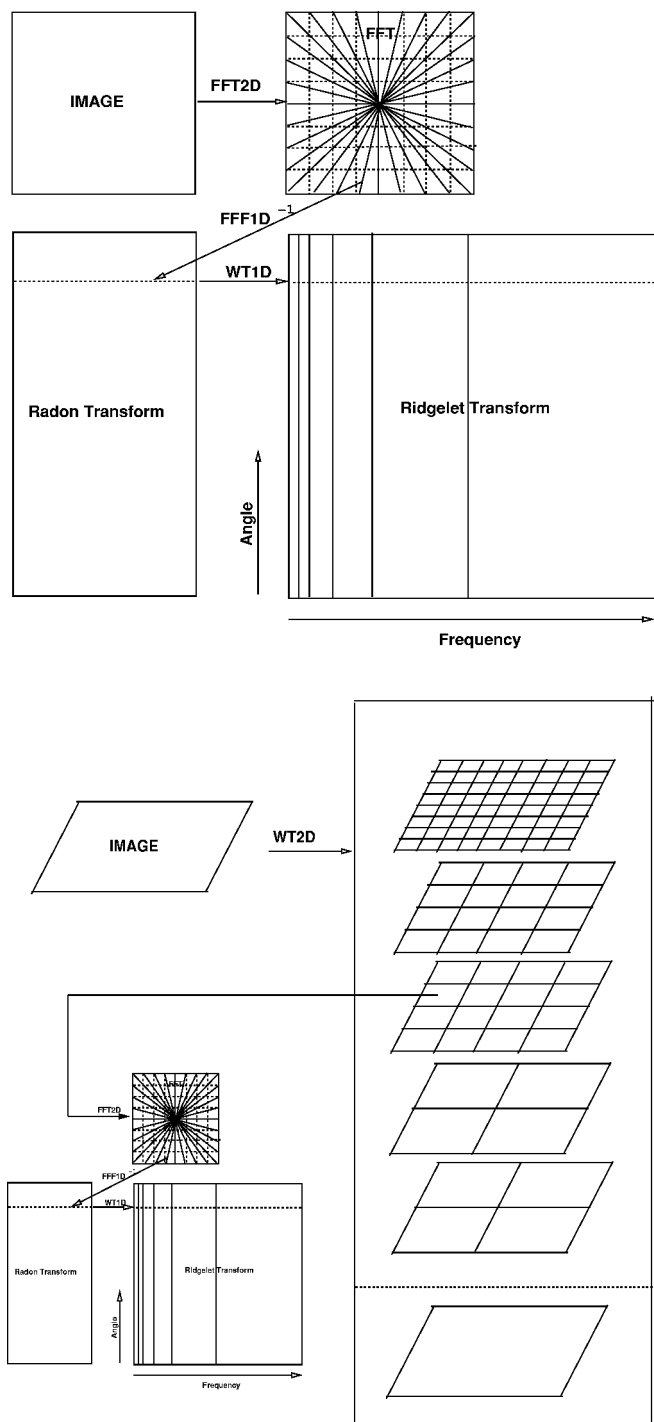 IMAGE
FFT2D
FFT
FFF1D -1
WT1D
Radon Transform
Ridgelet Transform
Angle
Frequency
IMAGE
WT2D
FFT
FFT2D
FFF1D
WT1D
Radon Transform
Ridgelet Transform
Angle
Frequency